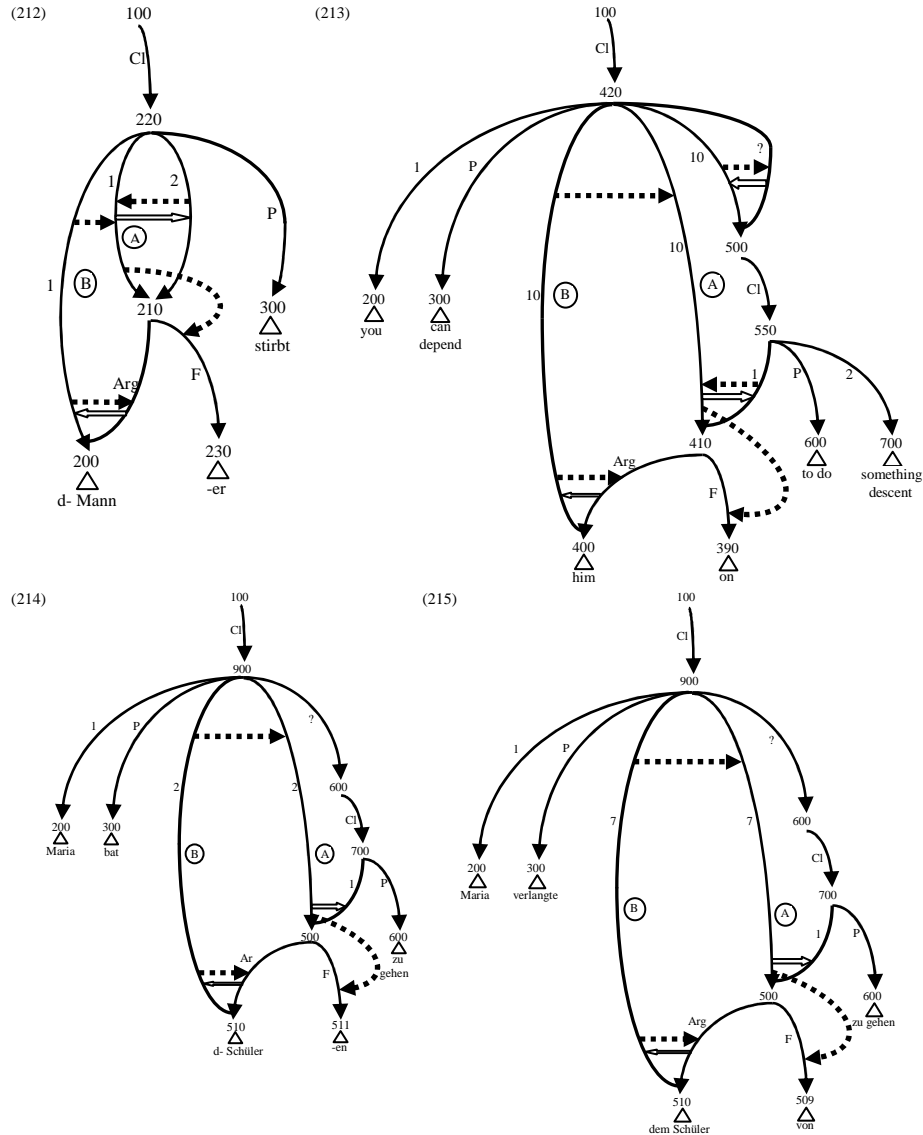 (212)
100
Cl
220
1
2
P
A
1
B
210
300
stirbt
Arg
F
200
230
d- Mann
-er
(213)
100
Cl
420
1
P
10
?
500
10
10
B
A
Cl
200
300
550
you
can
depend
1
P
2
410
600
700
to do
something
descent
Arg
F
400
390
him
on
(214)
100
Cl
900
1
P
?
2
2
600
Cl
200
300
Maria
bat
B
A
700
1
P
500
600
zu
gehen
Ar
F
510
511
d- Schüler
-en
(215)
100
Cl
900
1
P
?
7
7
600
Cl
200
300
Maria
verlangte
700
B
A
1
P
500
600
zu gehen
Arg
F
510
509
dem Schüler
von